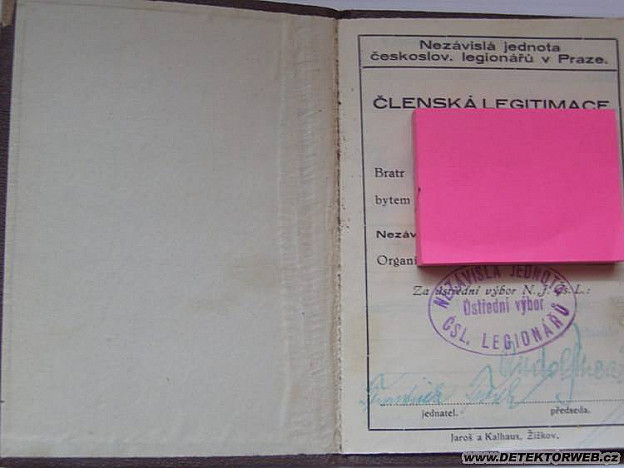 Nezávislá jednota
českoslov. legionářů v Praze.
ČLENSKÁ LEGITIMACE
Bratr
bytem
Nezáv
Organi
Za ústřední výbor N. J. čs. L.:
NEZÁVISLÁ JEDNOTA
Ústřední výbor
ČSL. LEGIONÁŘŮ
jednatel. předseda.
Jaroš a Kalhaus, Žižkov.
www.DETEKTORWEB.cz